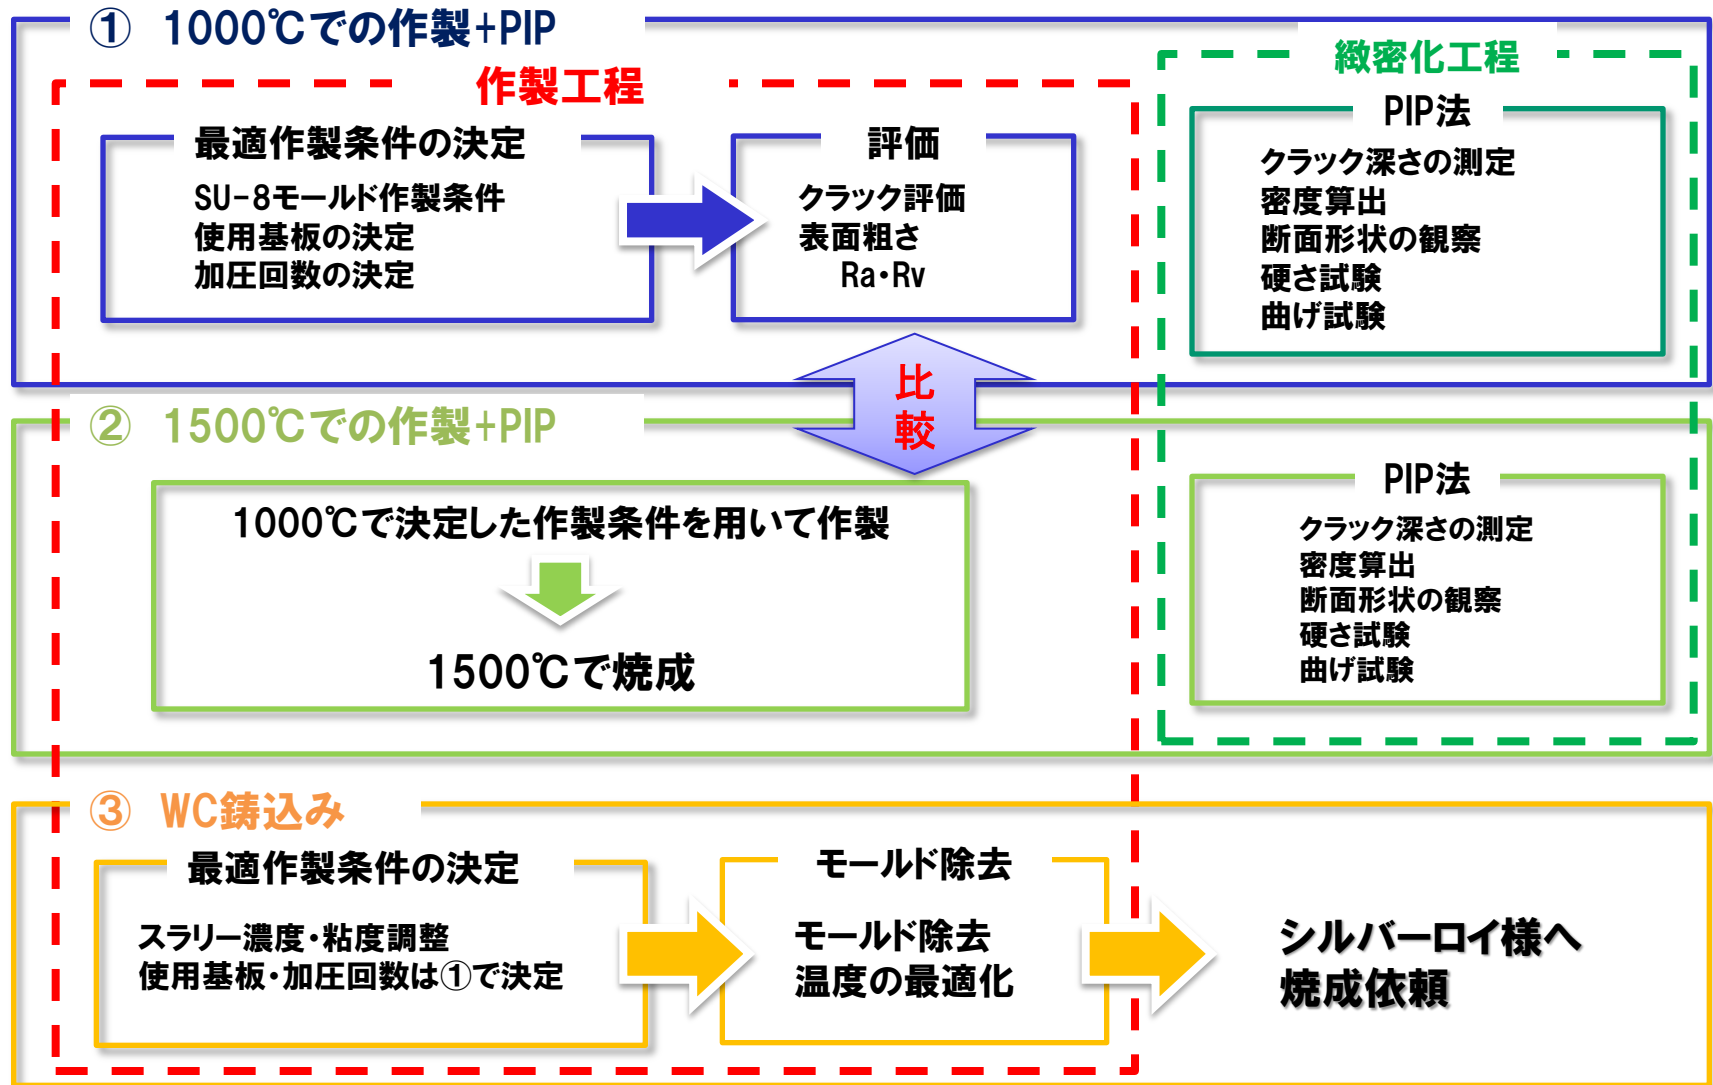 ① 1000℃での作製+PIP
作製工程
最適作製条件の決定
SU-8モールド作製条件
使用基板の決定
加圧回数の決定
評価
クラック評価
表面粗さ
Ra・Rv
緻密化工程
PIP法
クラック深さの測定
密度算出
断面形状の観察
硬さ試験
曲げ試験
比
較
② 1500℃での作製+PIP
1000℃で決定した作製条件を用いて作製
1500℃で焼成
PIP法
クラック深さの測定
密度算出
断面形状の観察
硬さ試験
曲げ試験
③ WC鋳込み
最適作製条件の決定
スラリー濃度・粘度調整
使用基板・加圧回数は①で決定
モールド除去
モールド除去
温度の最適化
シルバーロイ様へ
焼成依頼